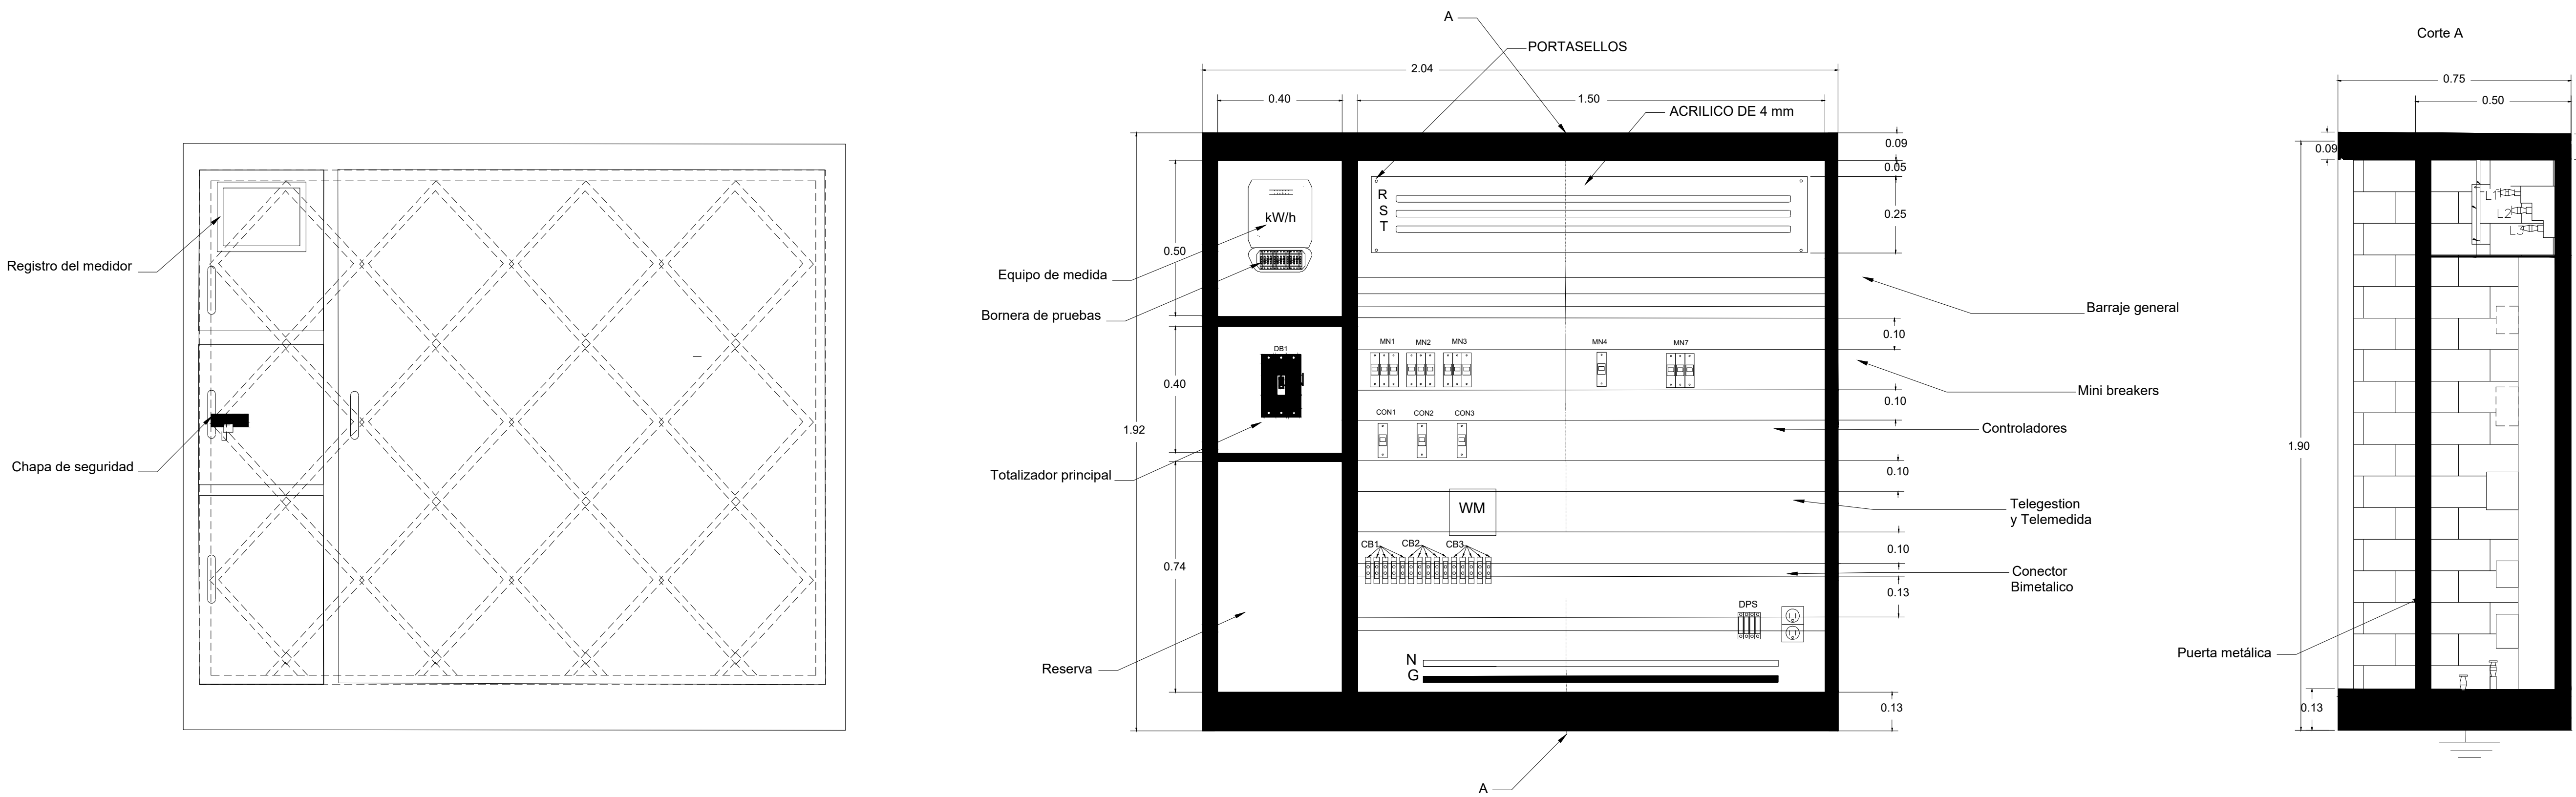 Registro del medidor
Chapa de seguridad
A
PORTASELLOS
2.04
0.40
1.50
ACRILICO DE 4 mm
0.09
0.05
0.25
R
S
T
kW/h
0.50
Equipo de medida
Bornera de pruebas
Barraje general
0.10
DB1
MN1
MN2
MN3
MN4
MN7
0.40
Mini breakers
0.10
CON1
CON2
CON3
1.92
Controladores
Totalizador principal
0.10
WM
Telegestion
y Telemedida
CB1
CB2
CB3
0.10
0.74
Conector
Bimetalico
0.13
DPS
Reserva
N
G
0.13
A
Corte A
0.75
0.50
0.09
L1
L2
L3
1.90
Puerta metálica
0.13